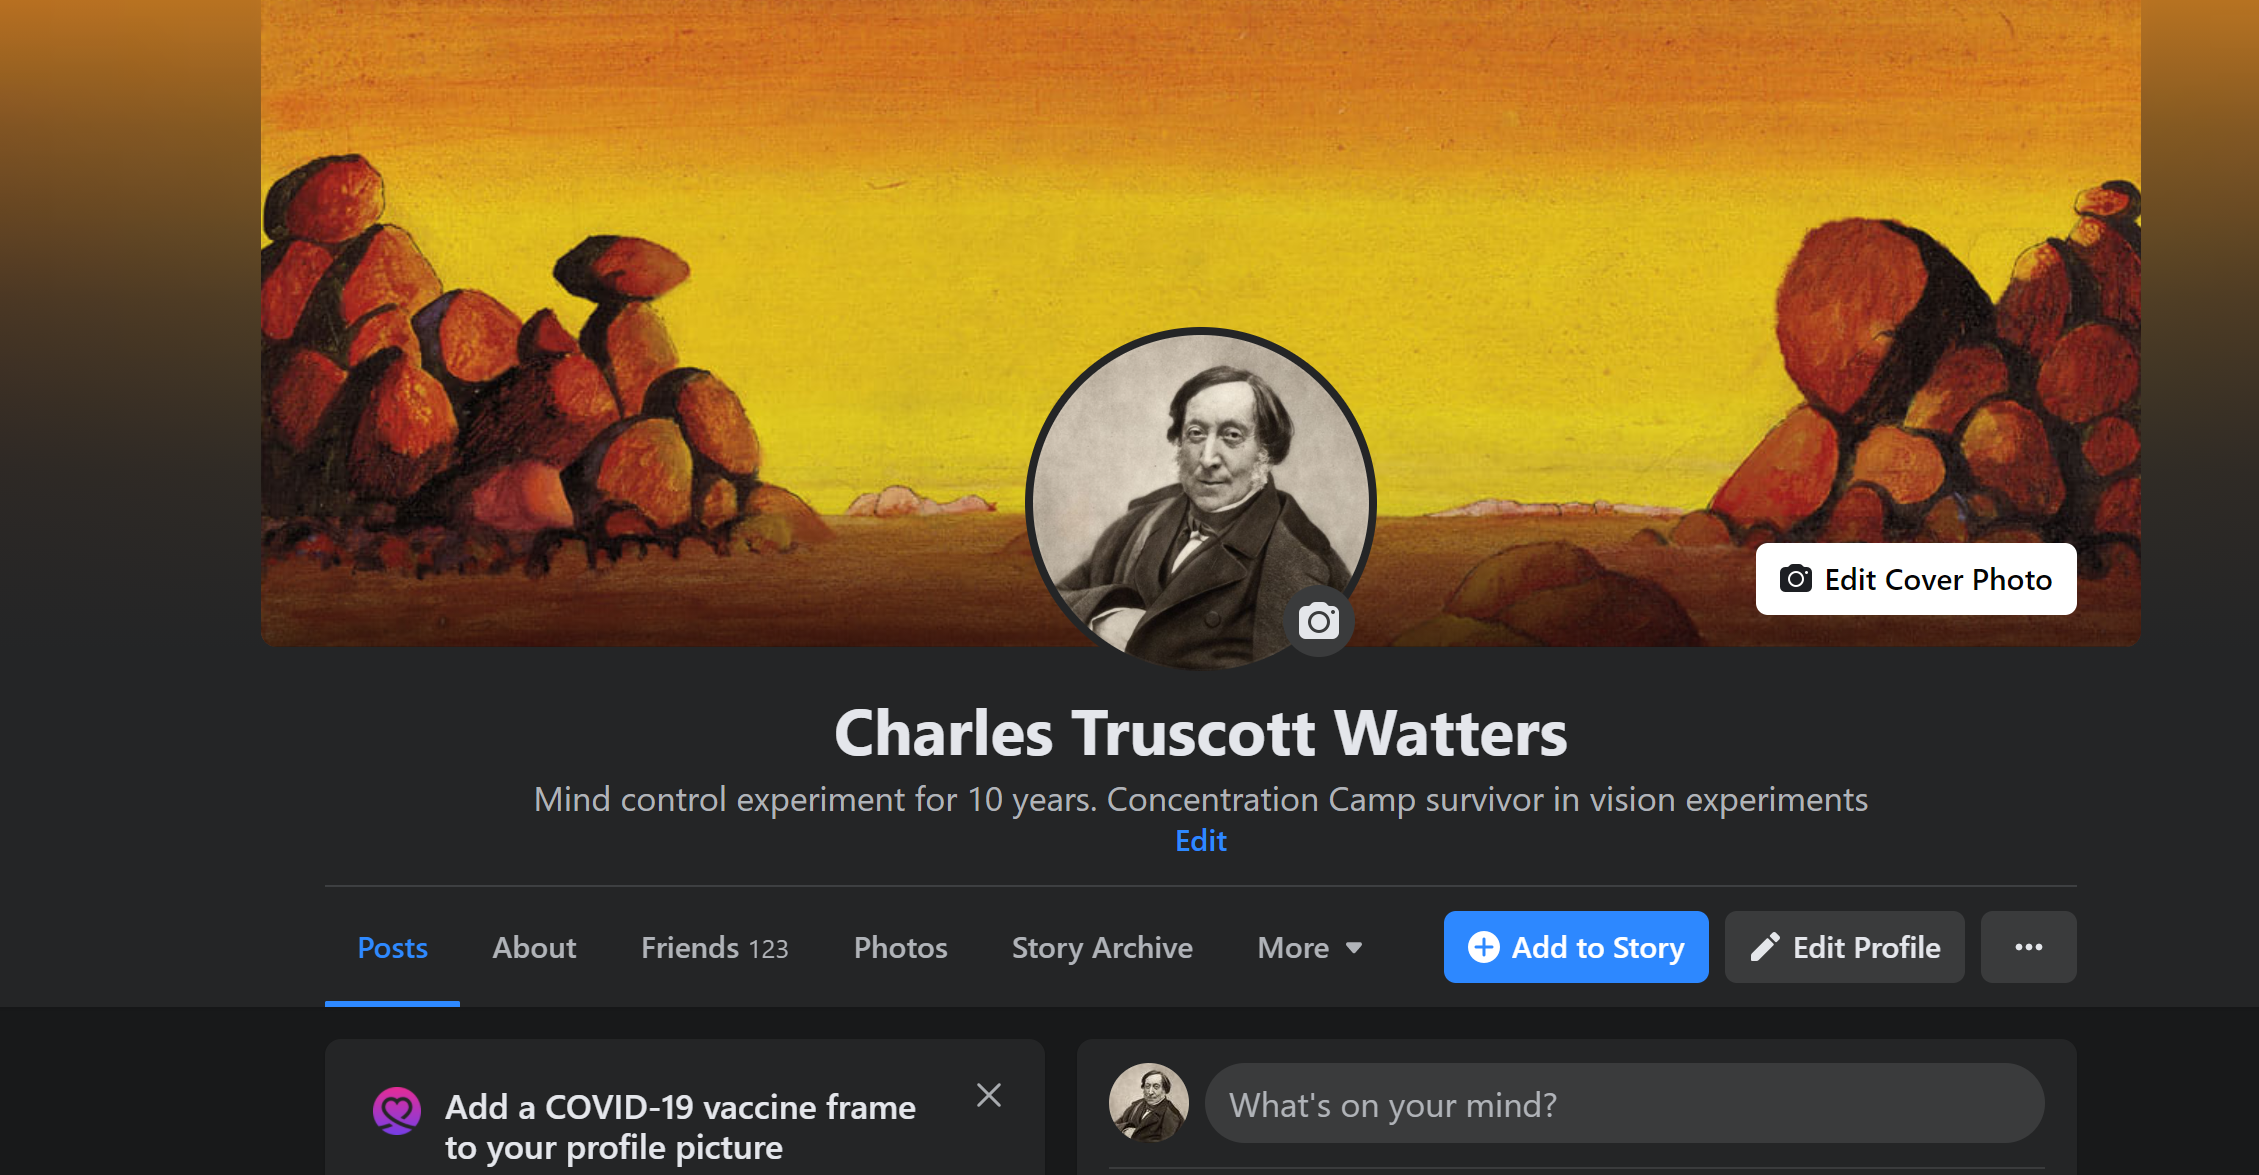 Edit Cover Photo
Charles Truscott Watters
Mind control experiment for 10 years. Concentration Camp survivor in vision experiments
Edit
Posts About Friends 123 Photos Story Archive More Add to Story Edit Profile
Add a COVID-19 vaccine frame
to your profile picture
What's on your mind?